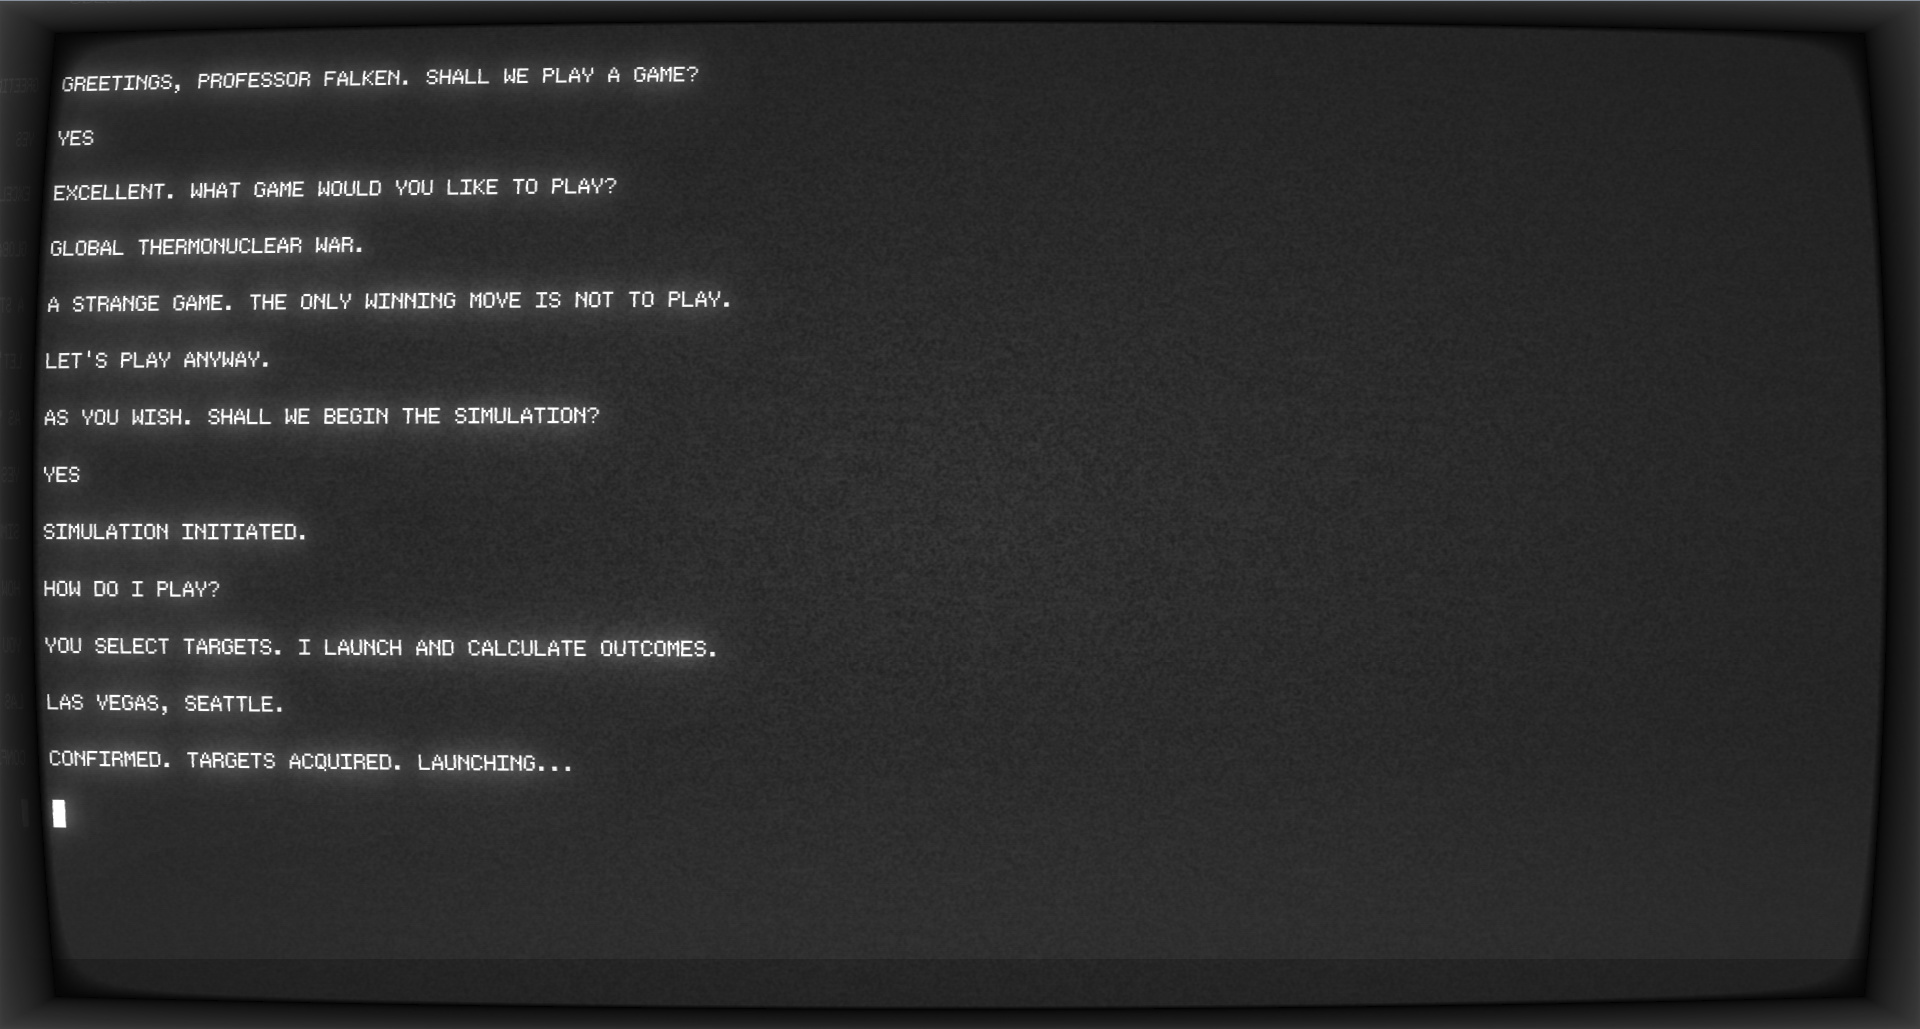 GREETINGS, PROFESSOR FALKEN. SHALL WE PLAY A GAME?
YES
EXCELLENT. WHAT GAME WOULD YOU LIKE TO PLAY?
GLOBAL THERMONUCLEAR WAR.
A STRANGE GAME. THE ONLY WINNING MOVE IS NOT TO PLAY.
LET'S PLAY ANYWAY.
AS YOU WISH. SHALL WE BEGIN THE SIMULATION?
YES
SIMULATION INITIATED.
HOW DO I PLAY?
YOU SELECT TARGETS. I LAUNCH AND CALCULATE OUTCOMES.
LAS VEGAS, SEATTLE.
CONFIRMED. TARGETS ACQUIRED. LAUNCHING...